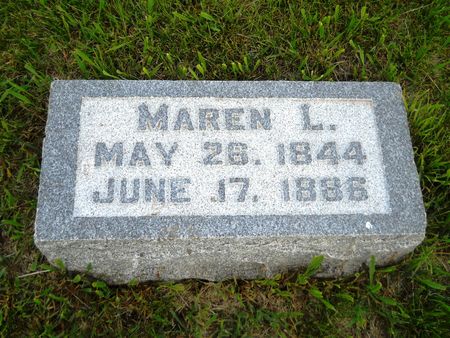 MAREN L.
MAY 26. 1844
JUNE 17. 1886